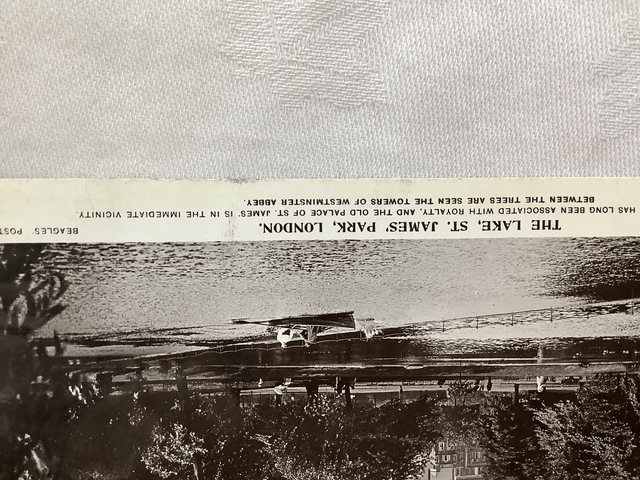 THE LAKE, ST. JAMES' PARK, LONDON.
BEAGLES' POST
HAS LONG BEEN ASSOCIATED WITH ROYALTY, AND THE OLD PALACE OF ST. JAMES' IS IN THE IMMEDIATE VICINITY.
BETWEEN THE TREES ARE SEEN THE TOWERS OF WESTMINSTER ABBEY.